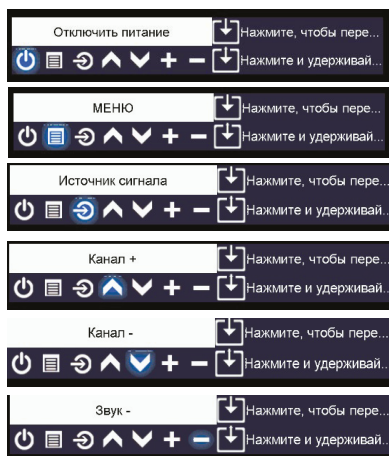 Отключить питание
Нажмите, чтобы пере...
Нажмите и удерживай...
МЕНЮ
Нажмите, чтобы пере...
Нажмите и удерживай...
Источник сигнала
Нажмите, чтобы пере...
Нажмите и удерживай...
Канал +
Нажмите, чтобы пере...
Нажмите и удерживай...
Канал -
Нажмите, чтобы пере...
Нажмите и удерживай...
Звук -
Нажмите, чтобы пере...
Нажмите и удерживай...